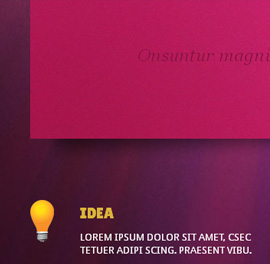 Onsuntur magni
IDEA
LOREM IPSUM DOLOR SIT AMET, CSEC
TETUER ADIPI SCING. PRAESENT VIBU.